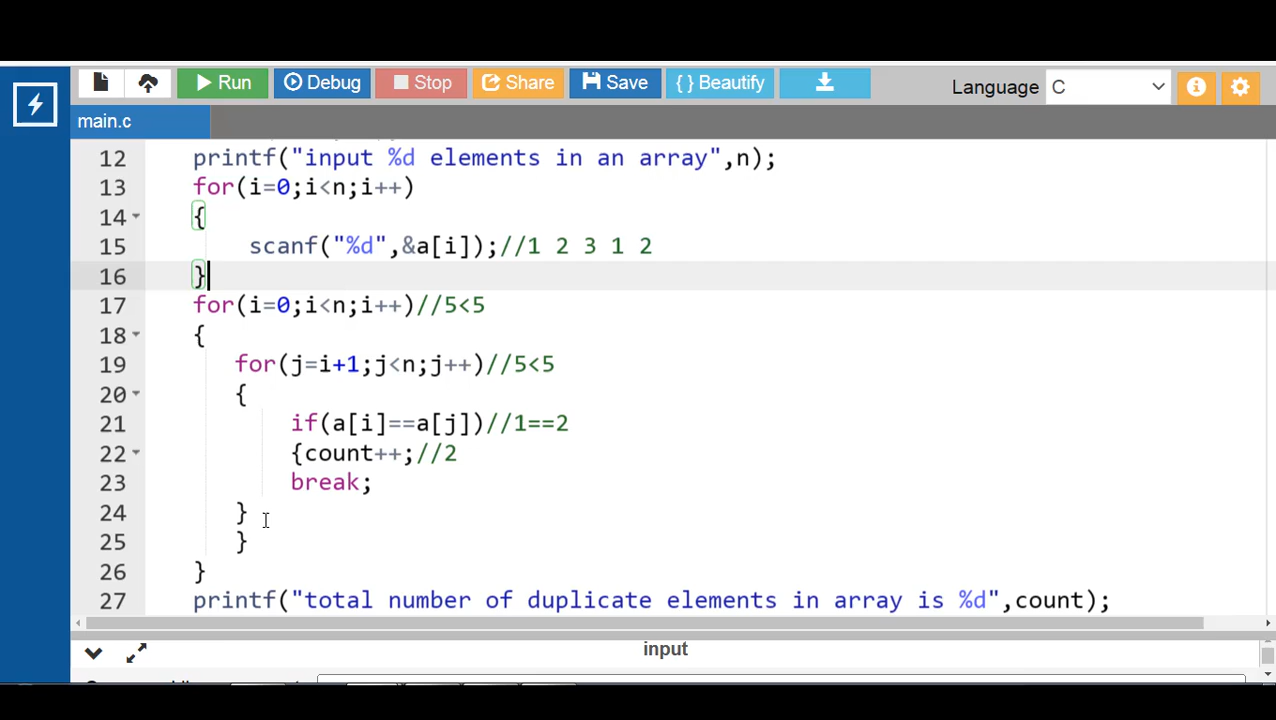 Run Debug Stop Share Save { } Beautify Language C
main.c
12 printf("input %d elements in an array",n);
13 for(i=0;i<n;i++)
14 {
15 scanf("%d",&a[i]);//1 2 3 1 2
16 }
17 for(i=0;i<n;i++)//5<5
18 {
19 for(j=i+1;j<n;j++)//5<5
20 {
21 if(a[i]==a[j])//1==2
22 {count++;//2
23 break;
24 }
25 }
26 }
27 printf("total number of duplicate elements in array is %d",count);
input